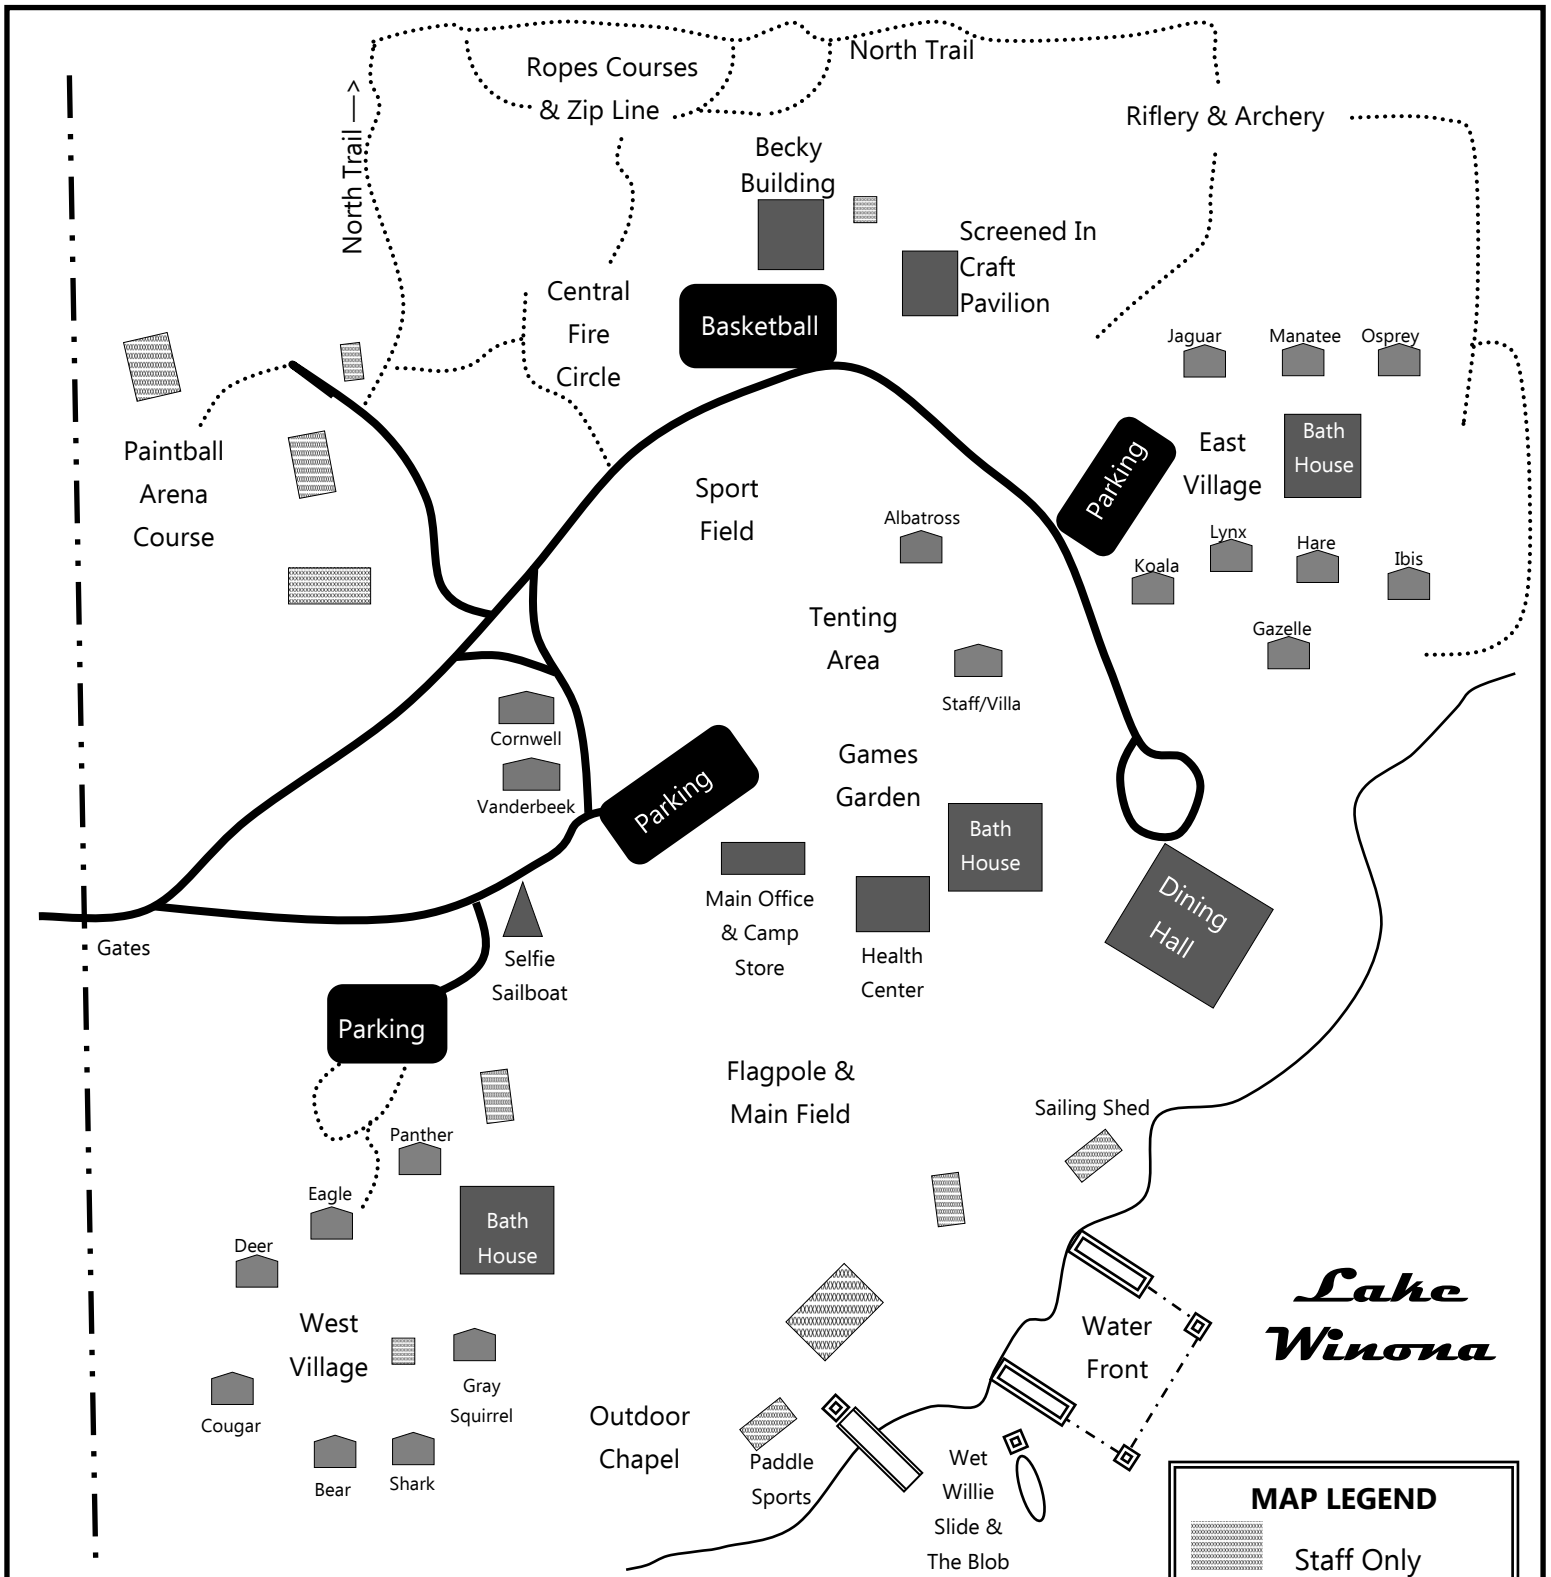 North Trail
Ropes Courses
& Zip Line
North Trail —>
Riflery & Archery
Becky
Building
Screened In
Craft
Pavilion
Central
Fire
Circle
Basketball
Jaguar
Manatee
Osprey
Paintball
Arena
Course
Sport
Field
Parking
East
Village
Bath
House
Albatross
Lynx
Hare
Koala
Ibis
Tenting
Area
Gazelle
Staff/Villa
Cornwell
Vanderbeek
Parking
Games
Garden
Bath
House
Main Office
& Camp
Store
Health
Center
Dining
Hall
Gates
Selfie
Sailboat
Parking
Flagpole &
Main Field
Sailing Shed
Panther
Eagle
Deer
Bath
House
West
Village
Gray
Squirrel
Cougar
Bear
Shark
Outdoor
Chapel
Paddle
Sports
Water
Front
Lake
Winona
Wet
Willie
Slide &
The Blob
MAP LEGEND
Staff Only